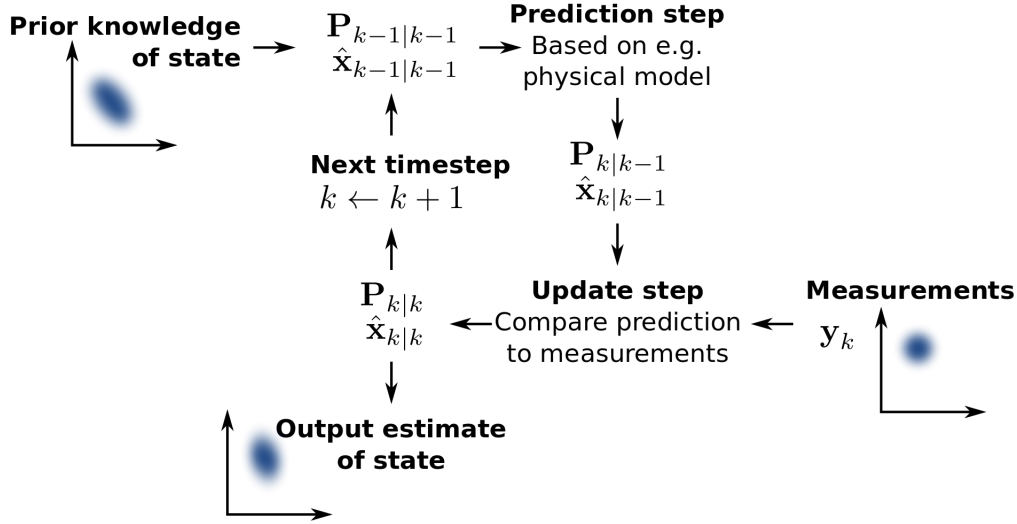 Prior knowledge
of state
P_{k−1|k−1}
x̂_{k−1|k−1}
Prediction step
Based on e.g.
physical model
P_{k|k−1}
x̂_{k|k−1}
Next timestep
k ← k + 1
P_{k|k}
x̂_{k|k}
Update step
Compare prediction
to measurements
Measurements
y_k
Output estimate
of state